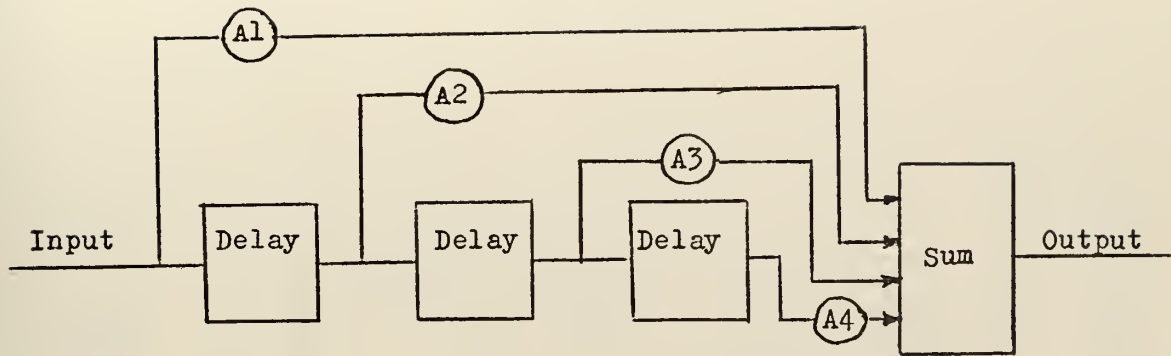 A1
A2
A3
Input
Delay
Delay
Delay
Sum
Output
A4